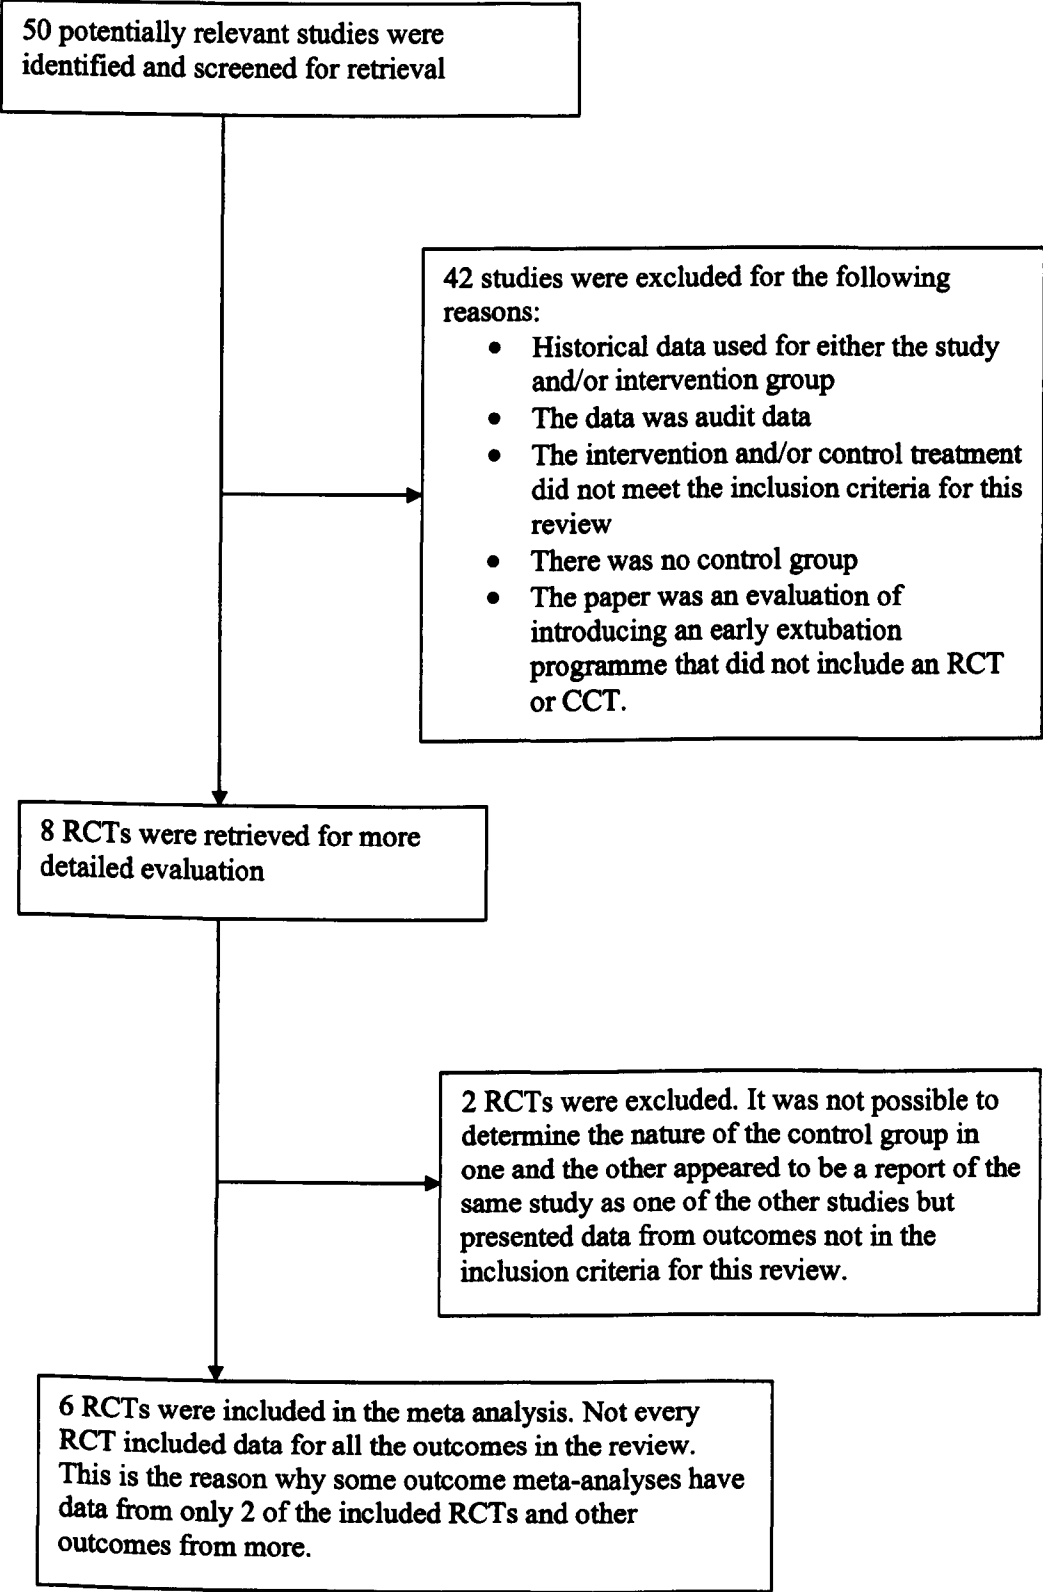 50 potentially relevant studies were
identified and screened for retrieval
42 studies were excluded for the following
reasons:
• Historical data used for either the study
and/or intervention group
• The data was audit data
• The intervention and/or control treatment
did not meet the inclusion criteria for this
review
• There was no control group
• The paper was an evaluation of
introducing an early extubation
programme that did not include an RCT
or CCT.
8 RCTs were retrieved for more
detailed evaluation
2 RCTs were excluded. It was not possible to
determine the nature of the control group in
one and the other appeared to be a report of the
same study as one of the other studies but
presented data from outcomes not in the
inclusion criteria for this review.
6 RCTs were included in the meta analysis. Not every
RCT included data for all the outcomes in the review.
This is the reason why some outcome meta-analyses have
data from only 2 of the included RCTs and other
outcomes from more.